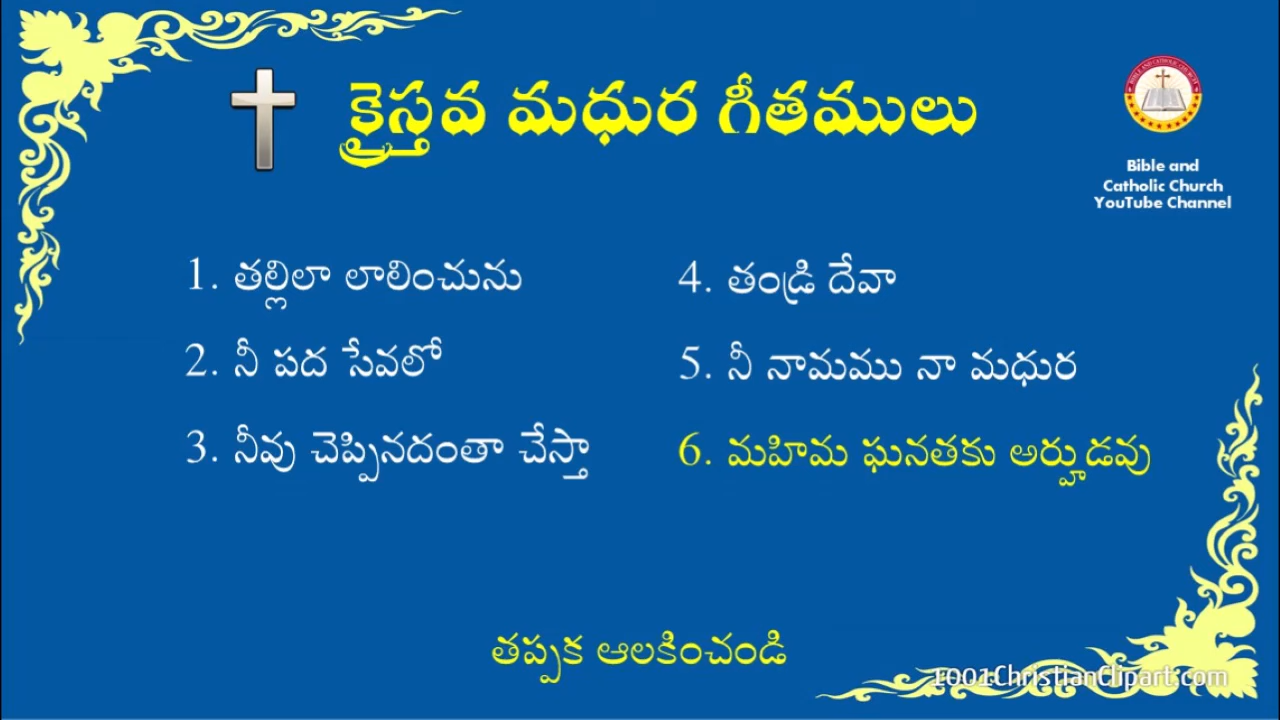 క్రైస్తవ మధుర గీతములు
Bible and
Catholic Church
YouTube Channel
1. తల్లిలా లాలించును
2. నీ పద సేవలో
3. నీవు చెప్పినదంతా చేస్తా
4. తండ్రి దేవా
5. నీ నామము నా మధుర
6. మహిమ ఘనతకు అర్హుడవు
తప్పక ఆలకించండి
1001ChristianClipart.com